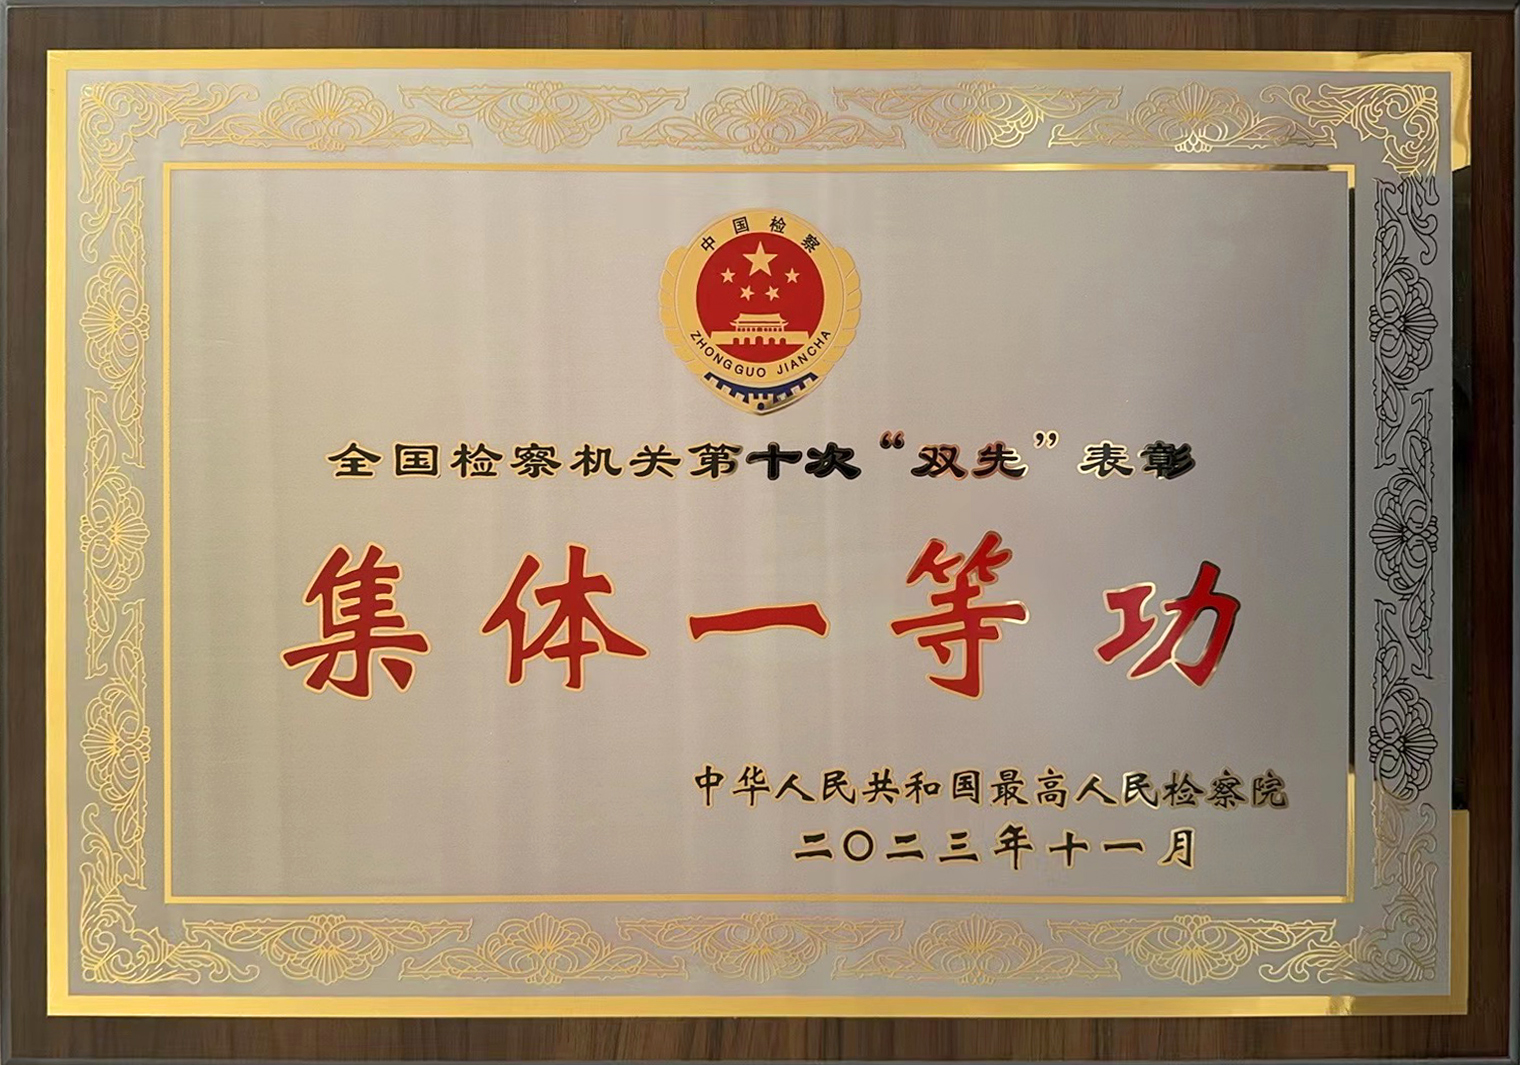 中国检察
ZHONGGUO JIANCHA
全国检察机关第十次“双先”表彰
集体一等功
中华人民共和国最高人民检察院
二〇二三年十一月